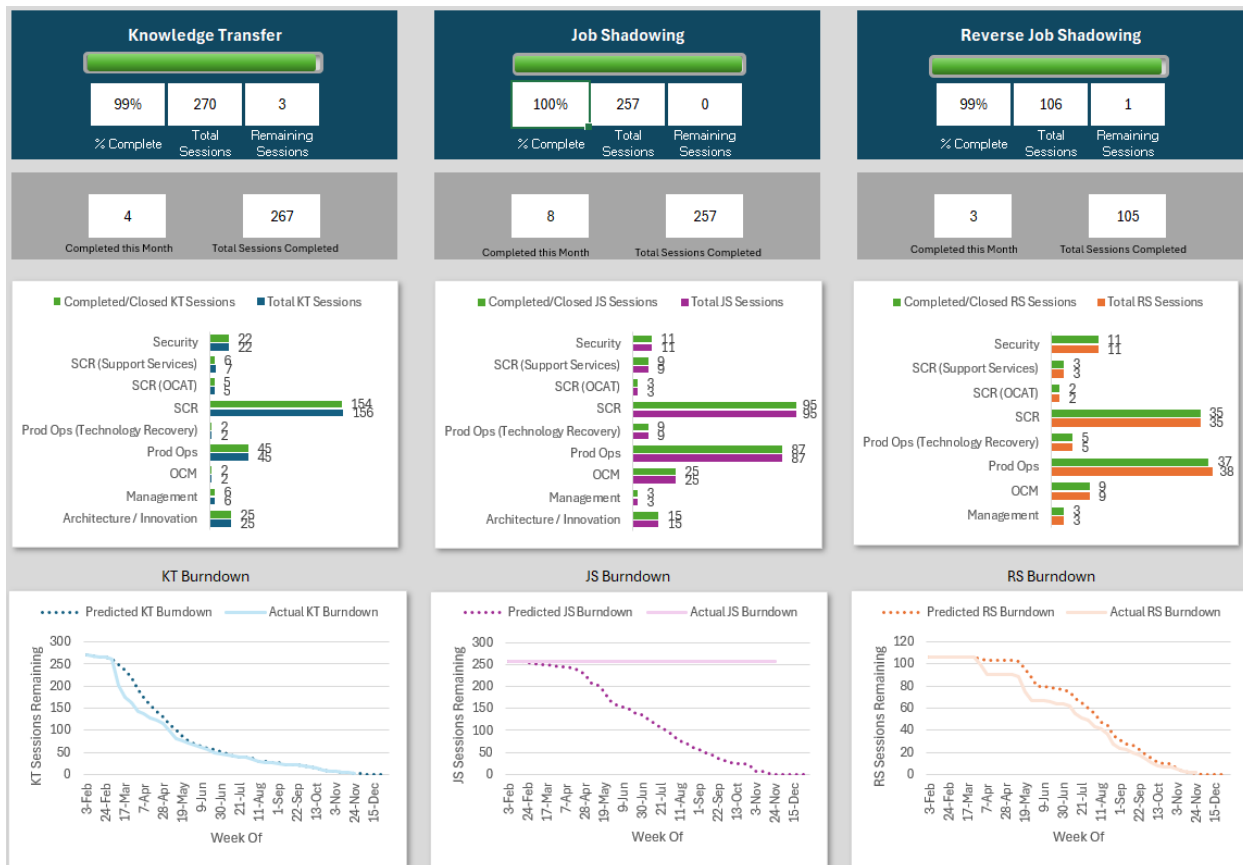 Knowledge Transfer
99% 270 3
% Complete Total Sessions Remaining Sessions
4 267
Completed this Month Total Sessions Completed
Completed/Closed KT Sessions Total KT Sessions
Security 22 22
SCR (Support Services) 6 7
SCR (OCAT) 5 5
SCR 154 156
Prod Ops (Technology Recovery) 2 2
Prod Ops 45 45
OCM 2 2
Management 6 6
Architecture / Innovation 25 25
KT Burndown
Predicted KT Burndown Actual KT Burndown
KT Sessions Remaining
300
250
200
150
100
50
0
3-Feb 24-Feb 17-Mar 7-Apr 28-Apr 19-May 9-Jun 30-Jun 21-Jul 11-Aug 1-Sep 22-Sep 13-Oct 3-Nov 24-Nov 15-Dec
Week Of
Job Shadowing
100% 257 0
% Complete Total Sessions Remaining Sessions
8 257
Completed this Month Total Sessions Completed
Completed/Closed JS Sessions Total JS Sessions
Security 11 11
SCR (Support Services) 9 9
SCR (OCAT) 3 3
SCR 95 95
Prod Ops (Technology Recovery) 9 9
Prod Ops 87 87
OCM 25 25
Management 3 3
Architecture / Innovation 15 15
JS Burndown
Predicted JS Burndown Actual JS Burndown
JS Sessions Remaining
300
250
200
150
100
50
0
3-Feb 24-Feb 17-Mar 7-Apr 28-Apr 19-May 9-Jun 30-Jun 21-Jul 11-Aug 1-Sep 22-Sep 13-Oct 3-Nov 24-Nov 15-Dec
Week Of
Reverse Job Shadowing
99% 106 1
% Complete Total Sessions Remaining Sessions
3 105
Completed this Month Total Sessions Completed
Completed/Closed RS Sessions Total RS Sessions
Security 11 11
SCR (Support Services) 3 3
SCR (OCAT) 2 2
SCR 35 35
Prod Ops (Technology Recovery) 5 5
Prod Ops 37 38
OCM 9 9
Management 3 3
RS Burndown
Predicted RS Burndown Actual RS Burndown
RS Sessions Remaining
120
100
80
60
40
20
0
3-Feb 24-Feb 17-Mar 7-Apr 28-Apr 19-May 9-Jun 30-Jun 21-Jul 11-Aug 1-Sep 22-Sep 13-Oct 3-Nov 24-Nov 15-Dec
Week Of